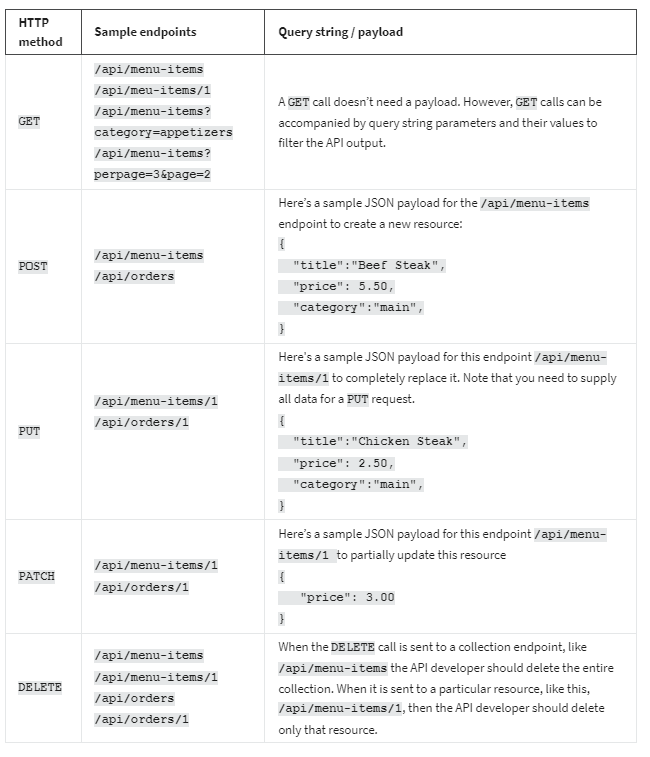 HTTP
method
Sample endpoints
Query string / payload
GET
/api/menu-items
/api/meu-items/1
/api/menu-items?
category=appetizers
/api/menu-items?
perpage=3&page=2
A GET call doesn't need a payload. However, GET calls can be
accompanied by query string parameters and their values to
filter the API output.
POST
/api/menu-items
/api/orders
Here's a sample JSON payload for the /api/menu-items
endpoint to create a new resource:
{
"title":"Beef Steak",
"price": 5.50,
"category":"main",
}
PUT
/api/menu-items/1
/api/orders/1
Here's a sample JSON payload for this endpoint /api/menu-
items/1 to completely replace it. Note that you need to supply
all data for a PUT request.
{
"title":"Chicken Steak",
"price": 2.50,
"category":"main",
}
PATCH
/api/menu-items/1
/api/orders/1
Here's a sample JSON payload for this endpoint /api/menu-
items/1 to partially update this resource
{
"price": 3.00
}
DELETE
/api/menu-items
/api/menu-items/1
/api/orders
/api/orders/1
When the DELETE call is sent to a collection endpoint, like
/api/menu-items the API developer should delete the entire
collection. When it is sent to a particular resource, like this,
/api/menu-items/1, then the API developer should delete
only that resource.